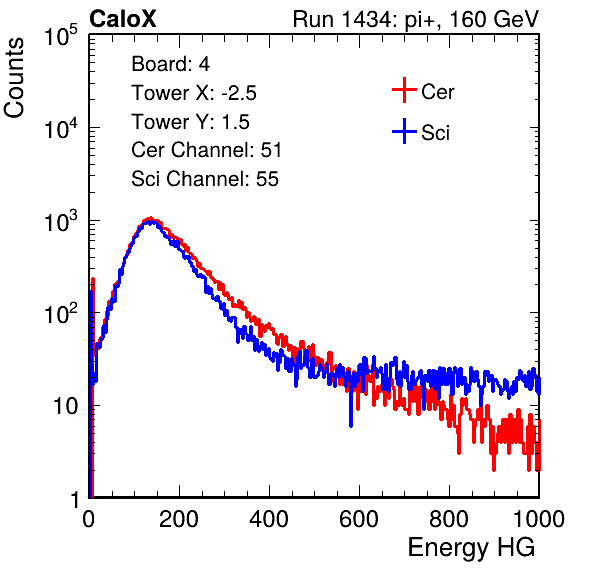 CaloX Run 1434: pi+, 160 GeV
Counts
10^5
10^4
10^3
10^2
10
1
Board: 4
Tower X: -2.5
Tower Y: 1.5
Cer Channel: 51
Sci Channel: 55
Cer
Sci
0 200 400 600 800 1000
Energy HG